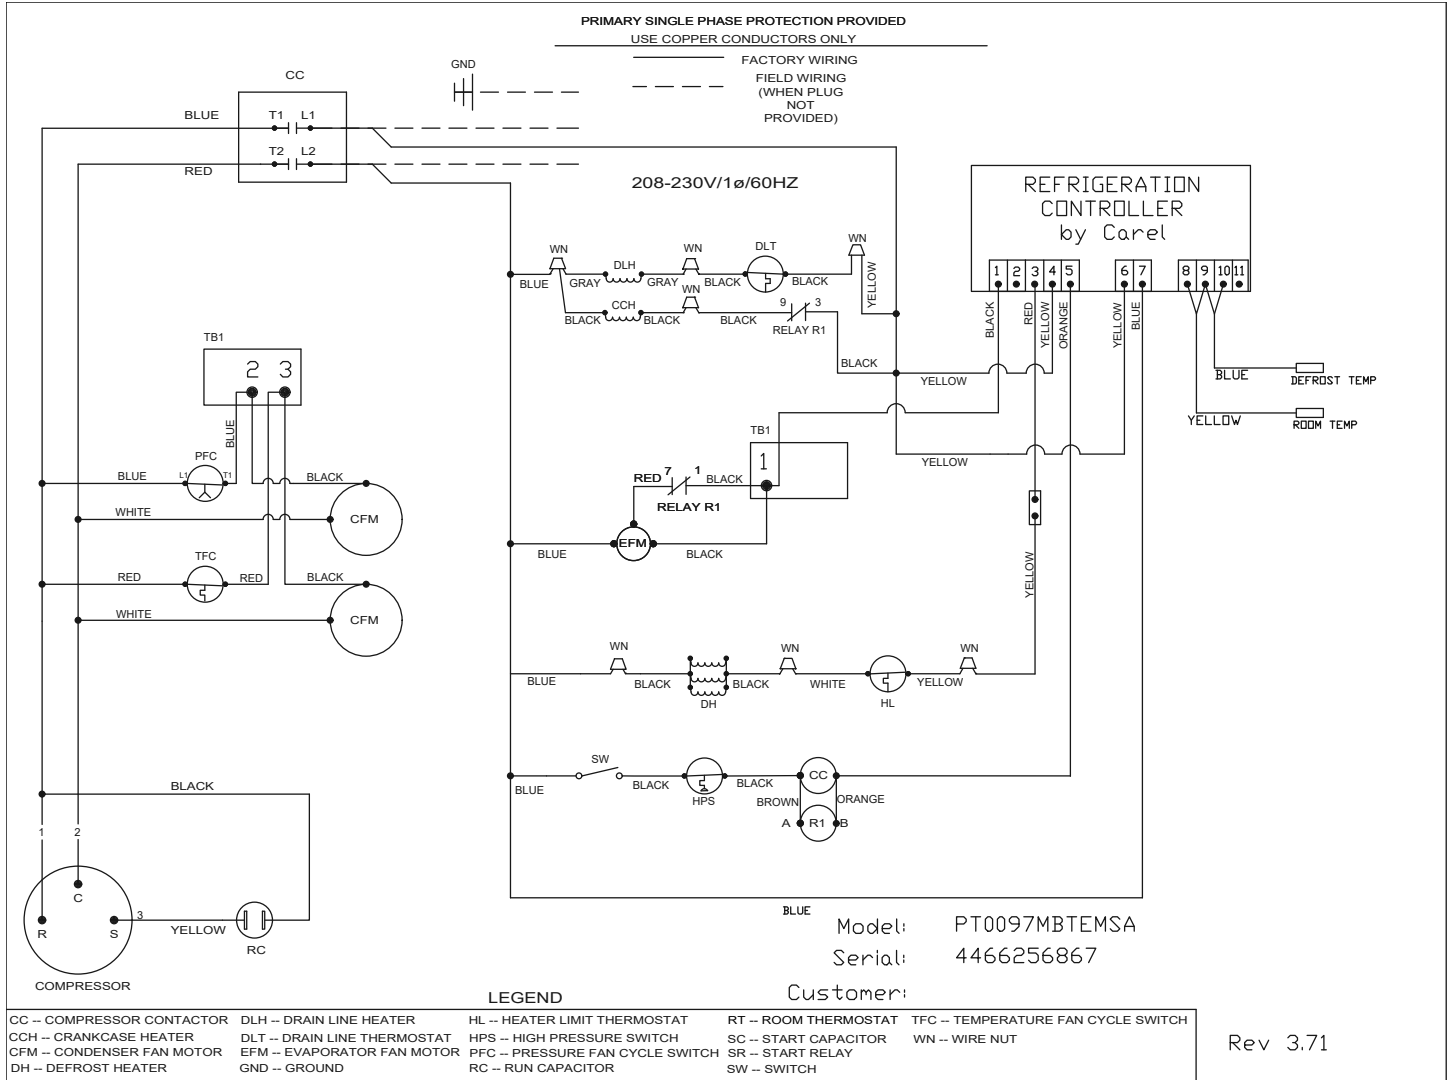 PRIMARY SINGLE PHASE PROTECTION PROVIDED
USE COPPER CONDUCTORS ONLY
FACTORY WIRING
FIELD WIRING
(WHEN PLUG
NOT
PROVIDED)
GND
CC
BLUE
T1 L1
T2 L2
RED
208-230V/1ø/60HZ
REFRIGERATION
CONTROLLER
by Carel
1 2 3 4 5 6 7 8 9 10 11
BLACK
RED
YELLOW
ORANGE
YELLOW
BLUE
WN
DLH
WN
DLT
WN
BLUE
GRAY
GRAY
BLACK
BLACK
YELLOW
CCH
WN
9 3
BLACK
BLACK
BLACK
RELAY R1
BLACK
YELLOW
BLUE
DEFROST TEMP
YELLOW
ROOM TEMP
TB1
2 3
BLUE
PFC
L1 T1
BLUE
BLACK
WHITE
CFM
TFC
RED
RED
BLACK
WHITE
CFM
TB1
1
YELLOW
RED 7 1 BLACK
RELAY R1
EFM
BLUE
BLACK
YELLOW
WN
WN
WN
BLUE
BLACK
BLACK
WHITE
YELLOW
DH
HL
SW
BLUE
BLACK
HPS
BLACK
CC
BROWN
ORANGE
A R1 B
BLACK
1 2
C
R S
3
YELLOW
RC
COMPRESSOR
BLUE
Model: PT0097MBTEMSA
Serial: 4466256867
Customer:
LEGEND
CC -- COMPRESSOR CONTACTOR DLH -- DRAIN LINE HEATER HL -- HEATER LIMIT THERMOSTAT RT -- ROOM THERMOSTAT TFC -- TEMPERATURE FAN CYCLE SWITCH
CCH -- CRANKCASE HEATER DLT -- DRAIN LINE THERMOSTAT HPS -- HIGH PRESSURE SWITCH SC -- START CAPACITOR WN -- WIRE NUT
CFM -- CONDENSER FAN MOTOR EFM -- EVAPORATOR FAN MOTOR PFC -- PRESSURE FAN CYCLE SWITCH SR -- START RELAY
DH -- DEFROST HEATER GND -- GROUND RC -- RUN CAPACITOR SW -- SWITCH
Rev 3.71